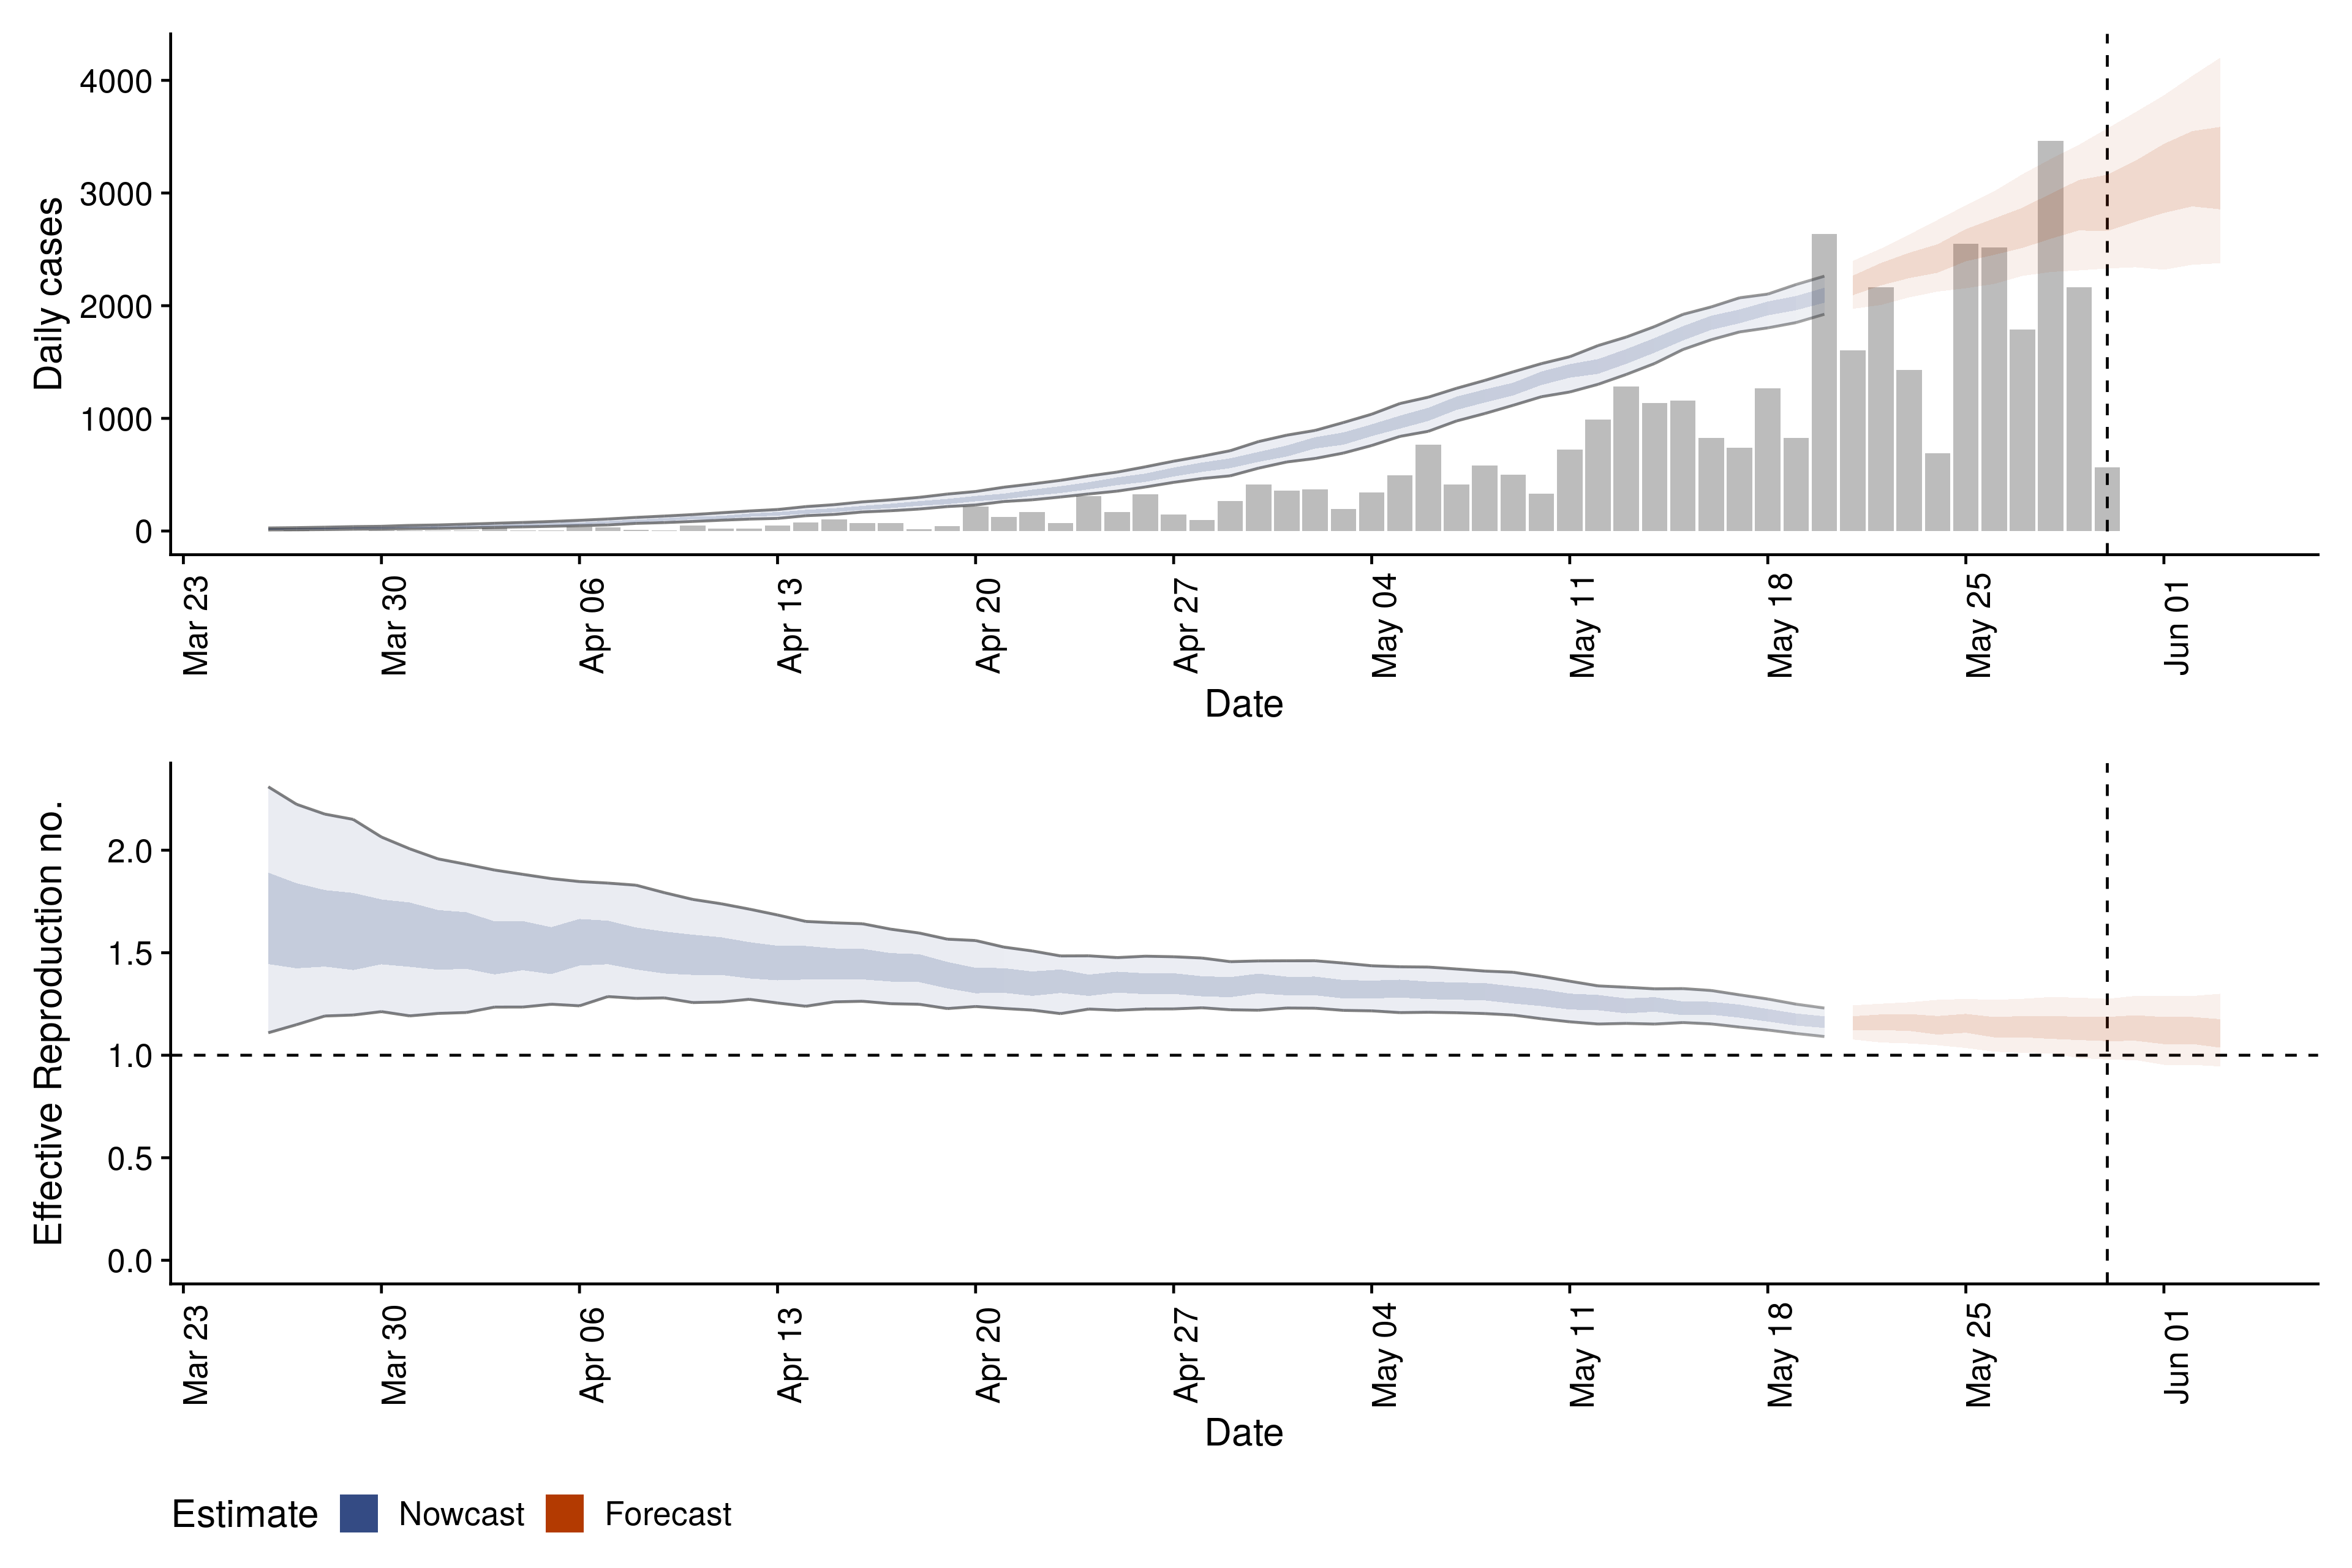 Daily cases
4000
3000
2000
1000
0
Mar 23
Mar 30
Apr 06
Apr 13
Apr 20
Apr 27
May 04
May 11
May 18
May 25
Jun 01
Date
Effective Reproduction no.
2.0
1.5
1.0
0.5
0.0
Mar 23
Mar 30
Apr 06
Apr 13
Apr 20
Apr 27
May 04
May 11
May 18
May 25
Jun 01
Date
Estimate Nowcast Forecast